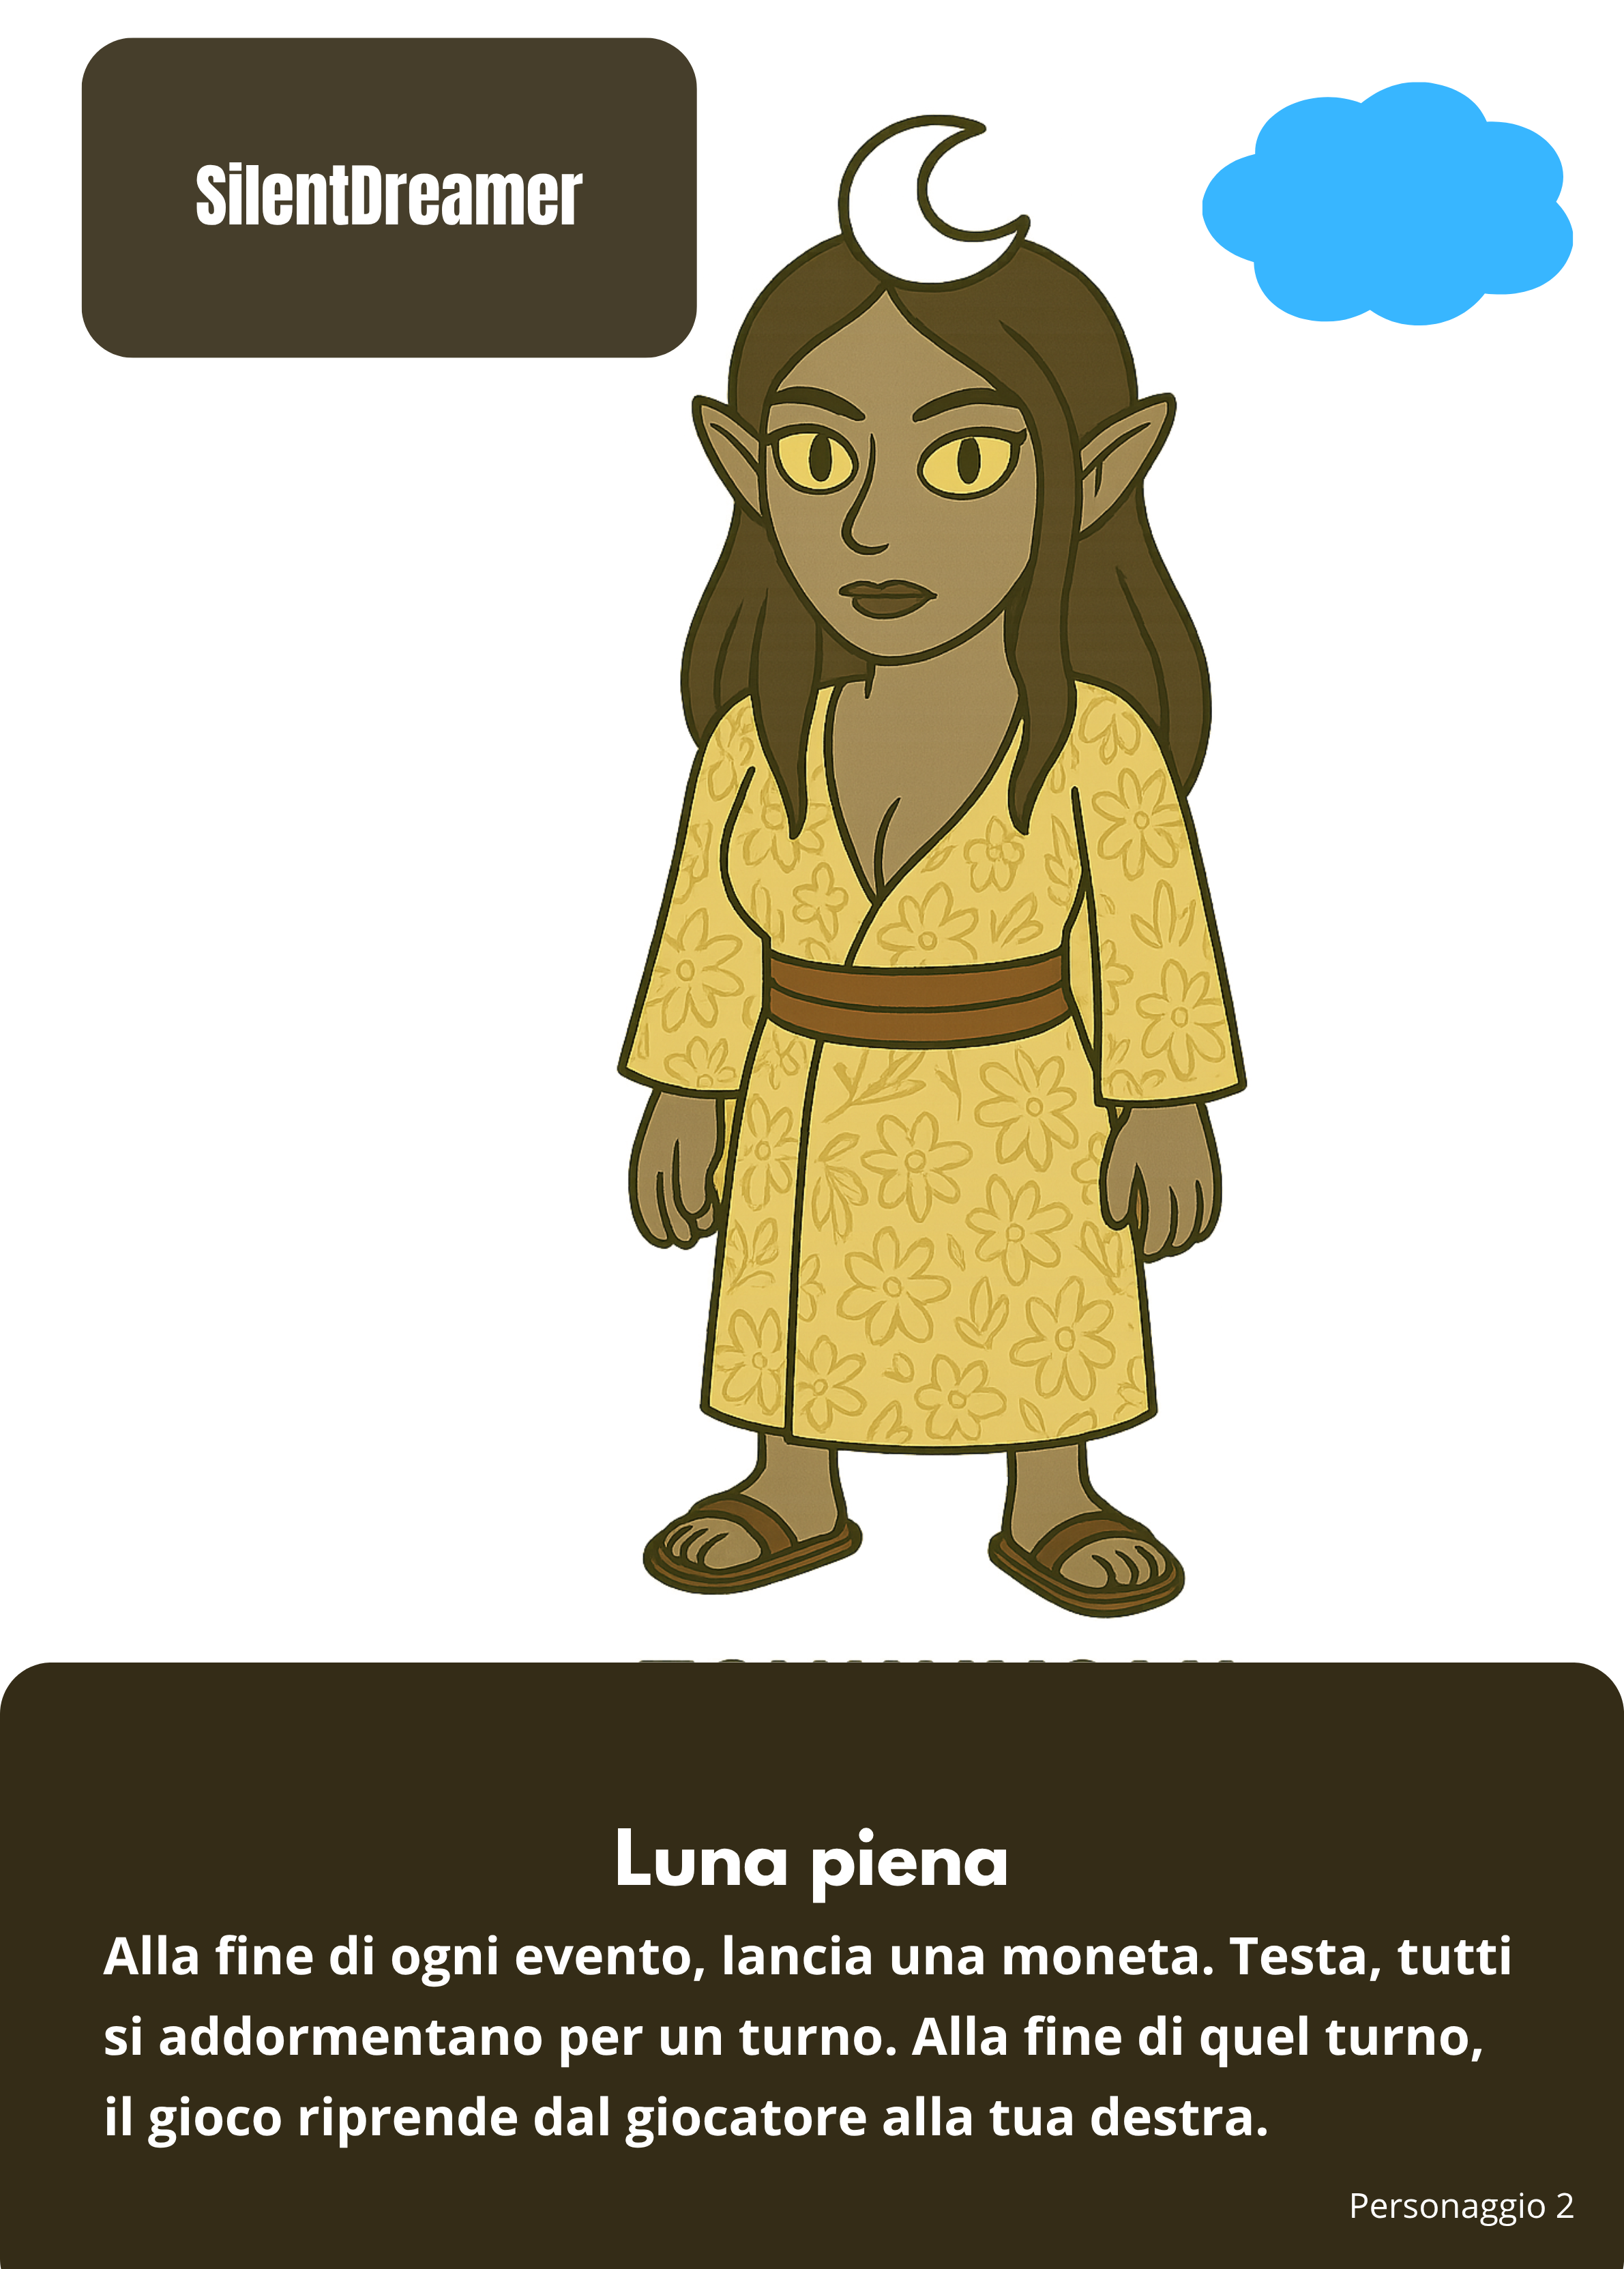 SilentDreamer
Luna piena
Alla fine di ogni evento, lancia una moneta. Testa, tutti
si addormentano per un turno. Alla fine di quel turno,
il gioco riprende dal giocatore alla tua destra.
Personaggio 2